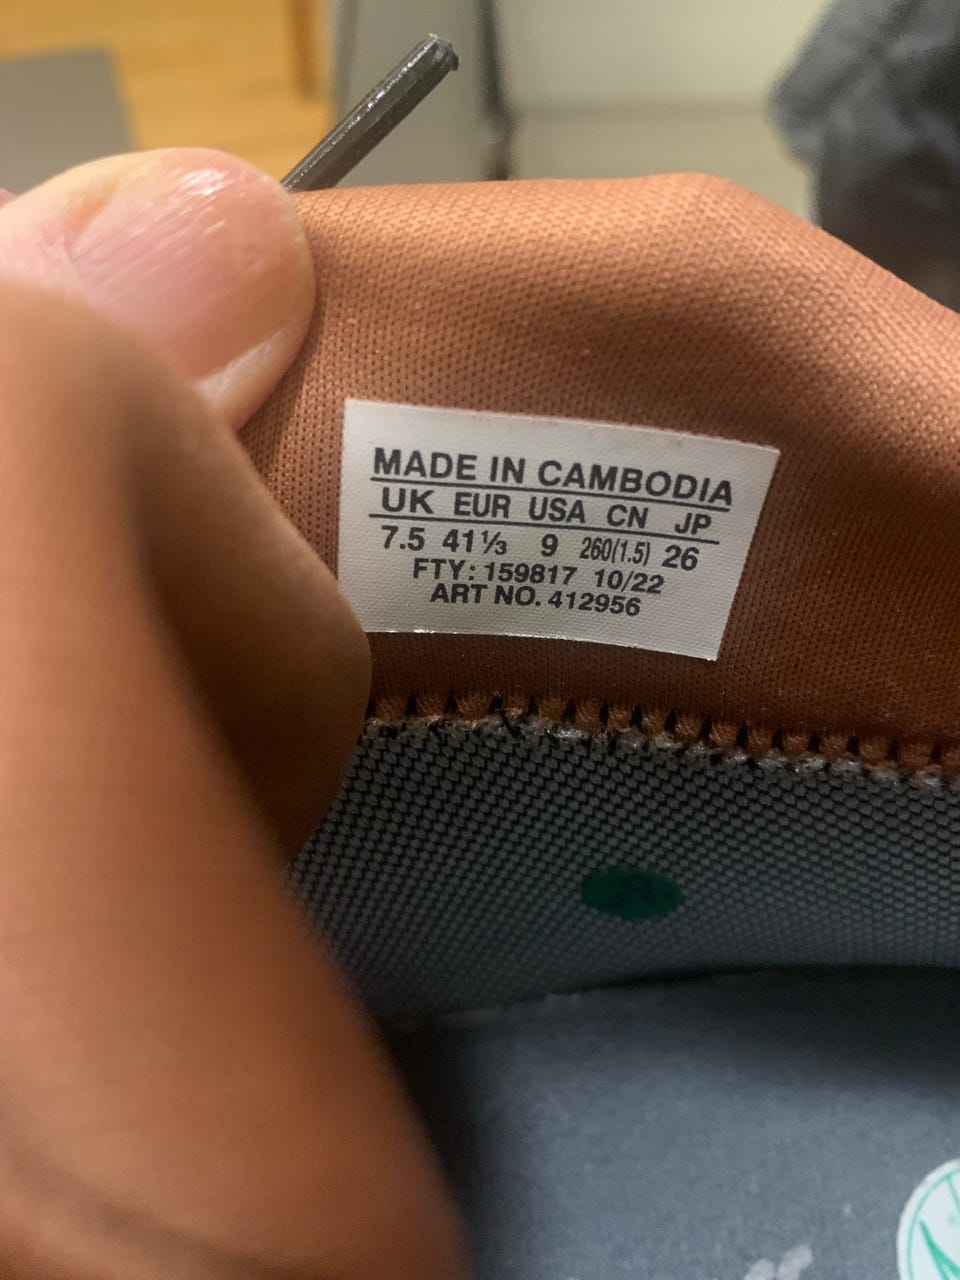 MADE IN CAMBODIA
UK EUR USA CN JP
7.5 41⅓ 9 260(1.5) 26
FTY: 159817 10/22
ART NO. 412956